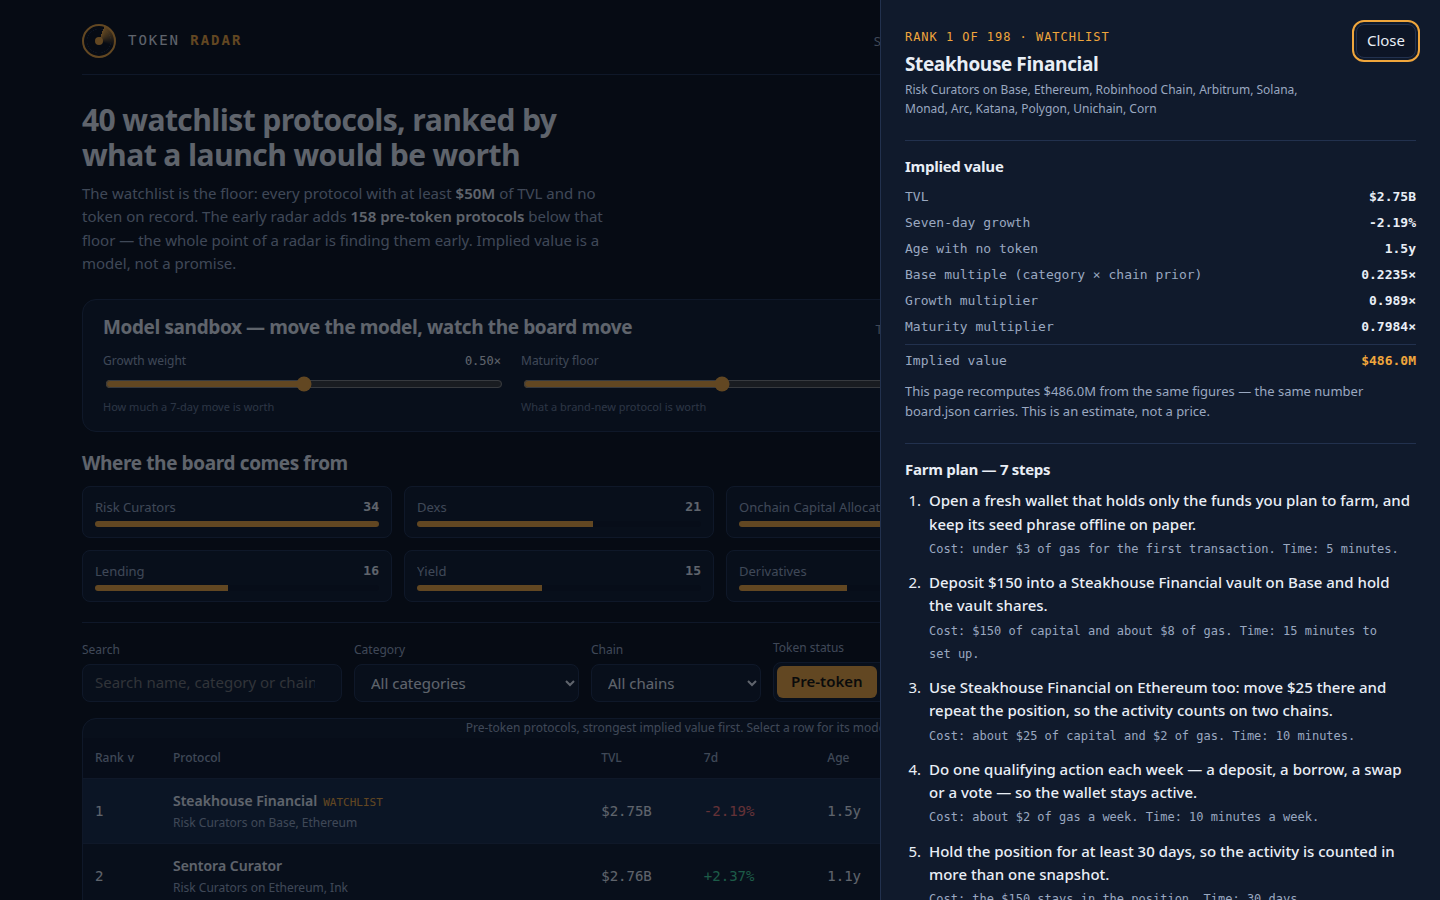 TOKEN RADAR
40 watchlist protocols, ranked by
what a launch would be worth
The watchlist is the floor: every protocol with at least $50M of TVL and no
token on record. The early radar adds 158 pre-token protocols below that
floor — the whole point of a radar is finding them early. Implied value is a
model, not a promise.
Model sandbox — move the model, watch the board move
Growth weight 0.50×
How much a 7-day move is worth
Maturity floor
What a brand-new protocol is worth
Where the board comes from
Risk Curators 34
Dexs 21
Onchain Capital Allocat
Lending 16
Yield 15
Derivatives
Search
Search name, category or chain
Category
All categories
Chain
All chains
Token status
Pre-token
Pre-token protocols, strongest implied value first. Select a row for its mode
Rank v Protocol TVL 7d Age
1 Steakhouse Financial WATCHLIST $2.75B -2.19% 1.5y
Risk Curators on Base, Ethereum
2 Sentora Curator $2.76B +2.37% 1.1y
Risk Curators on Ethereum, Ink
RANK 1 OF 198 · WATCHLIST
Close
Steakhouse Financial
Risk Curators on Base, Ethereum, Robinhood Chain, Arbitrum, Solana,
Monad, Arc, Katana, Polygon, Unichain, Corn
Implied value
TVL $2.75B
Seven-day growth -2.19%
Age with no token 1.5y
Base multiple (category × chain prior) 0.2235×
Growth multiplier 0.989×
Maturity multiplier 0.7984×
Implied value $486.0M
This page recomputes $486.0M from the same figures — the same number
board.json carries. This is an estimate, not a price.
Farm plan — 7 steps
1. Open a fresh wallet that holds only the funds you plan to farm, and
keep its seed phrase offline on paper.
Cost: under $3 of gas for the first transaction. Time: 5 minutes.
2. Deposit $150 into a Steakhouse Financial vault on Base and hold
the vault shares.
Cost: $150 of capital and about $8 of gas. Time: 15 minutes to
set up.
3. Use Steakhouse Financial on Ethereum too: move $25 there and
repeat the position, so the activity counts on two chains.
Cost: about $25 of capital and $2 of gas. Time: 10 minutes.
4. Do one qualifying action each week — a deposit, a borrow, a swap
or a vote — so the wallet stays active.
Cost: about $2 of gas a week. Time: 10 minutes a week.
5. Hold the position for at least 30 days, so the activity is counted in
more than one snapshot.
Cost: the $150 stays in the position. Time: 30 days.